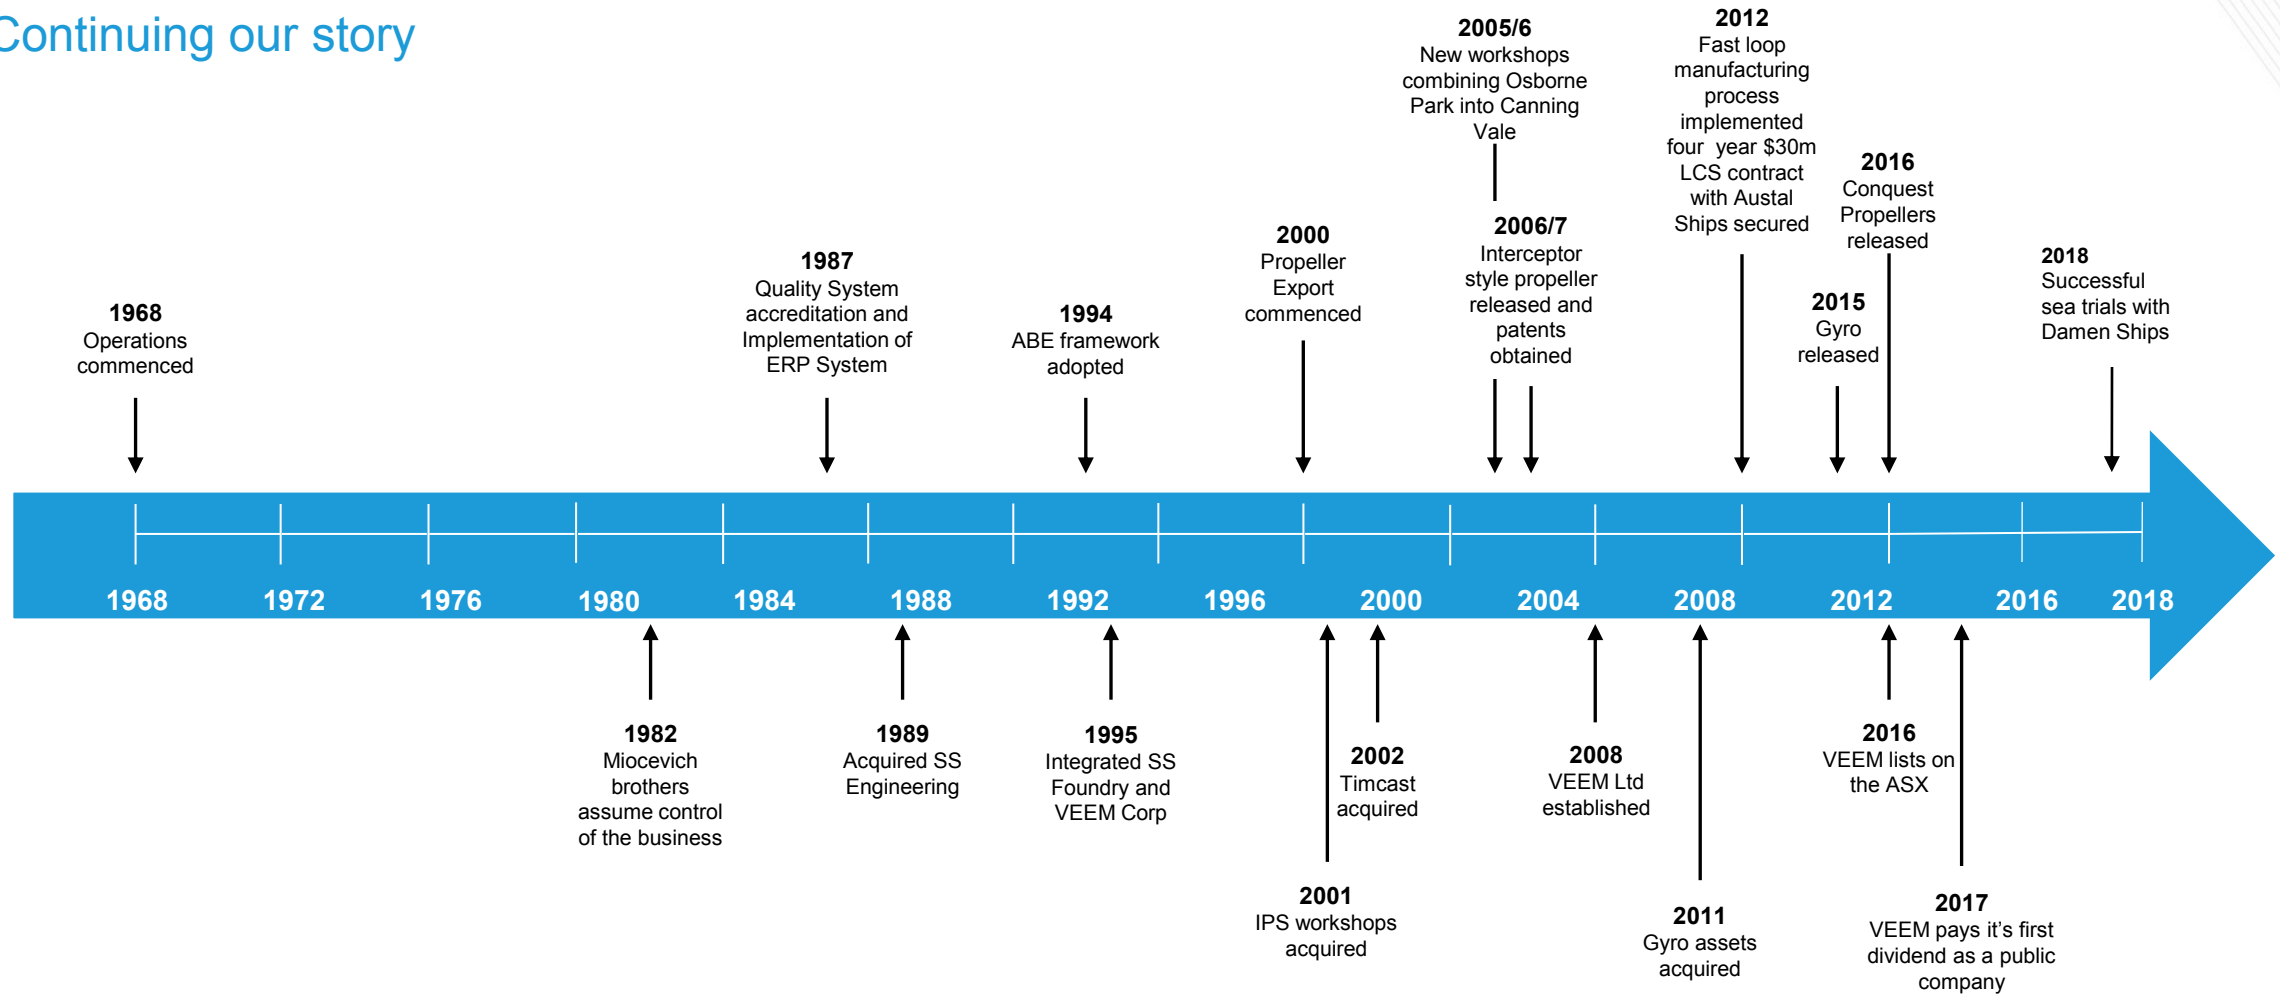 Continuing our story
1968
Operations
commenced
1987
Quality System
accreditation and
Implementation of
ERP System
1994
ABE framework
adopted
2000
Propeller
Export
commenced
2005/6
New workshops
combining Osborne
Park into Canning
Vale
2006/7
Interceptor
style propeller
released and
patents
obtained
2012
Fast loop
manufacturing
process
implemented
four year $30m
LCS contract
with Austal
Ships secured
2015
Gyro
released
2016
Conquest
Propellers
released
2018
Successful
sea trials with
Damen Ships
1968 1972 1976 1980 1984 1988 1992 1996 2000 2004 2008 2012 2016 2018
1982
Miocevich
brothers
assume control
of the business
1989
Acquired SS
Engineering
1995
Integrated SS
Foundry and
VEEM Corp
2001
IPS workshops
acquired
2002
Timcast
acquired
2008
VEEM Ltd
established
2011
Gyro assets
acquired
2016
VEEM lists on
the ASX
2017
VEEM pays it’s first
dividend as a public
company